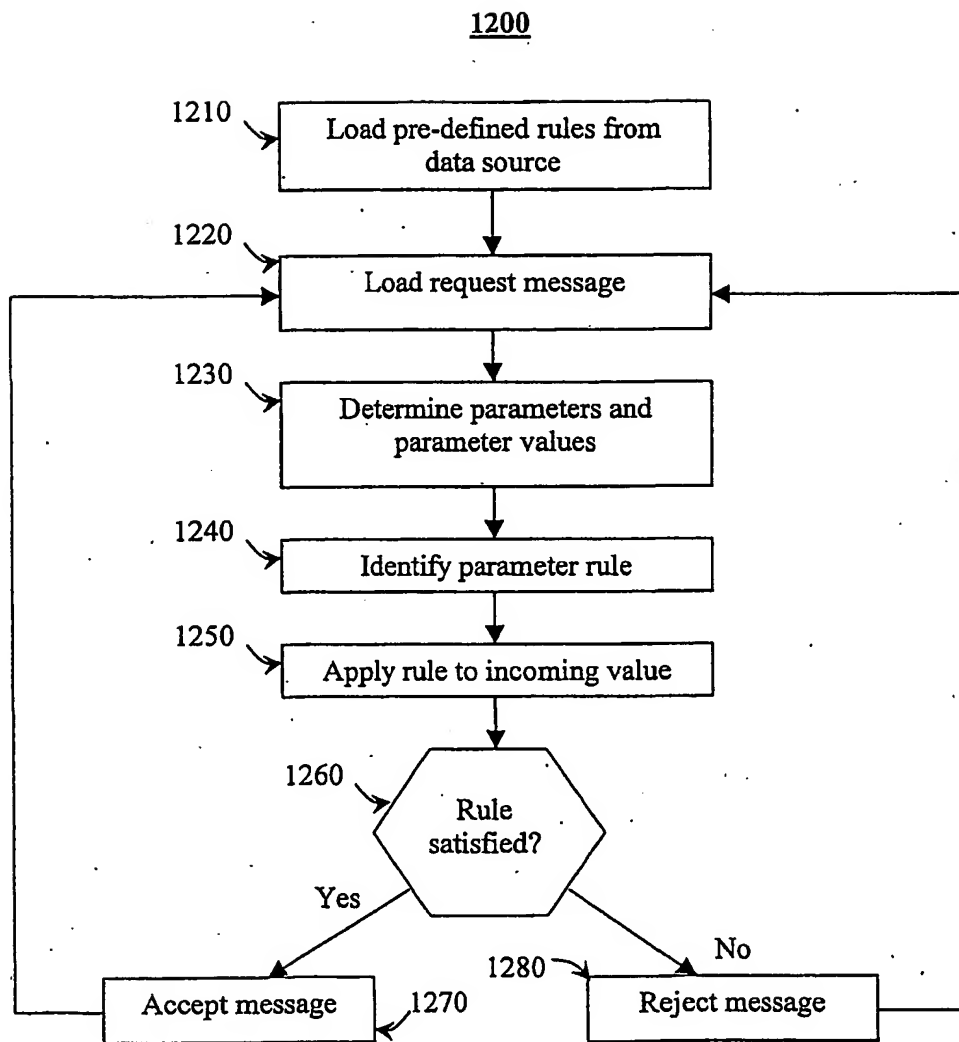 1200
1210
Load pre-defined rules from
data source
1220
Load request message
1230
Determine parameters and
parameter values
1240
Identify parameter rule
1250
Apply rule to incoming value
1260
Rule
satisfied?
Yes
No
Accept message
1270
1280
Reject message